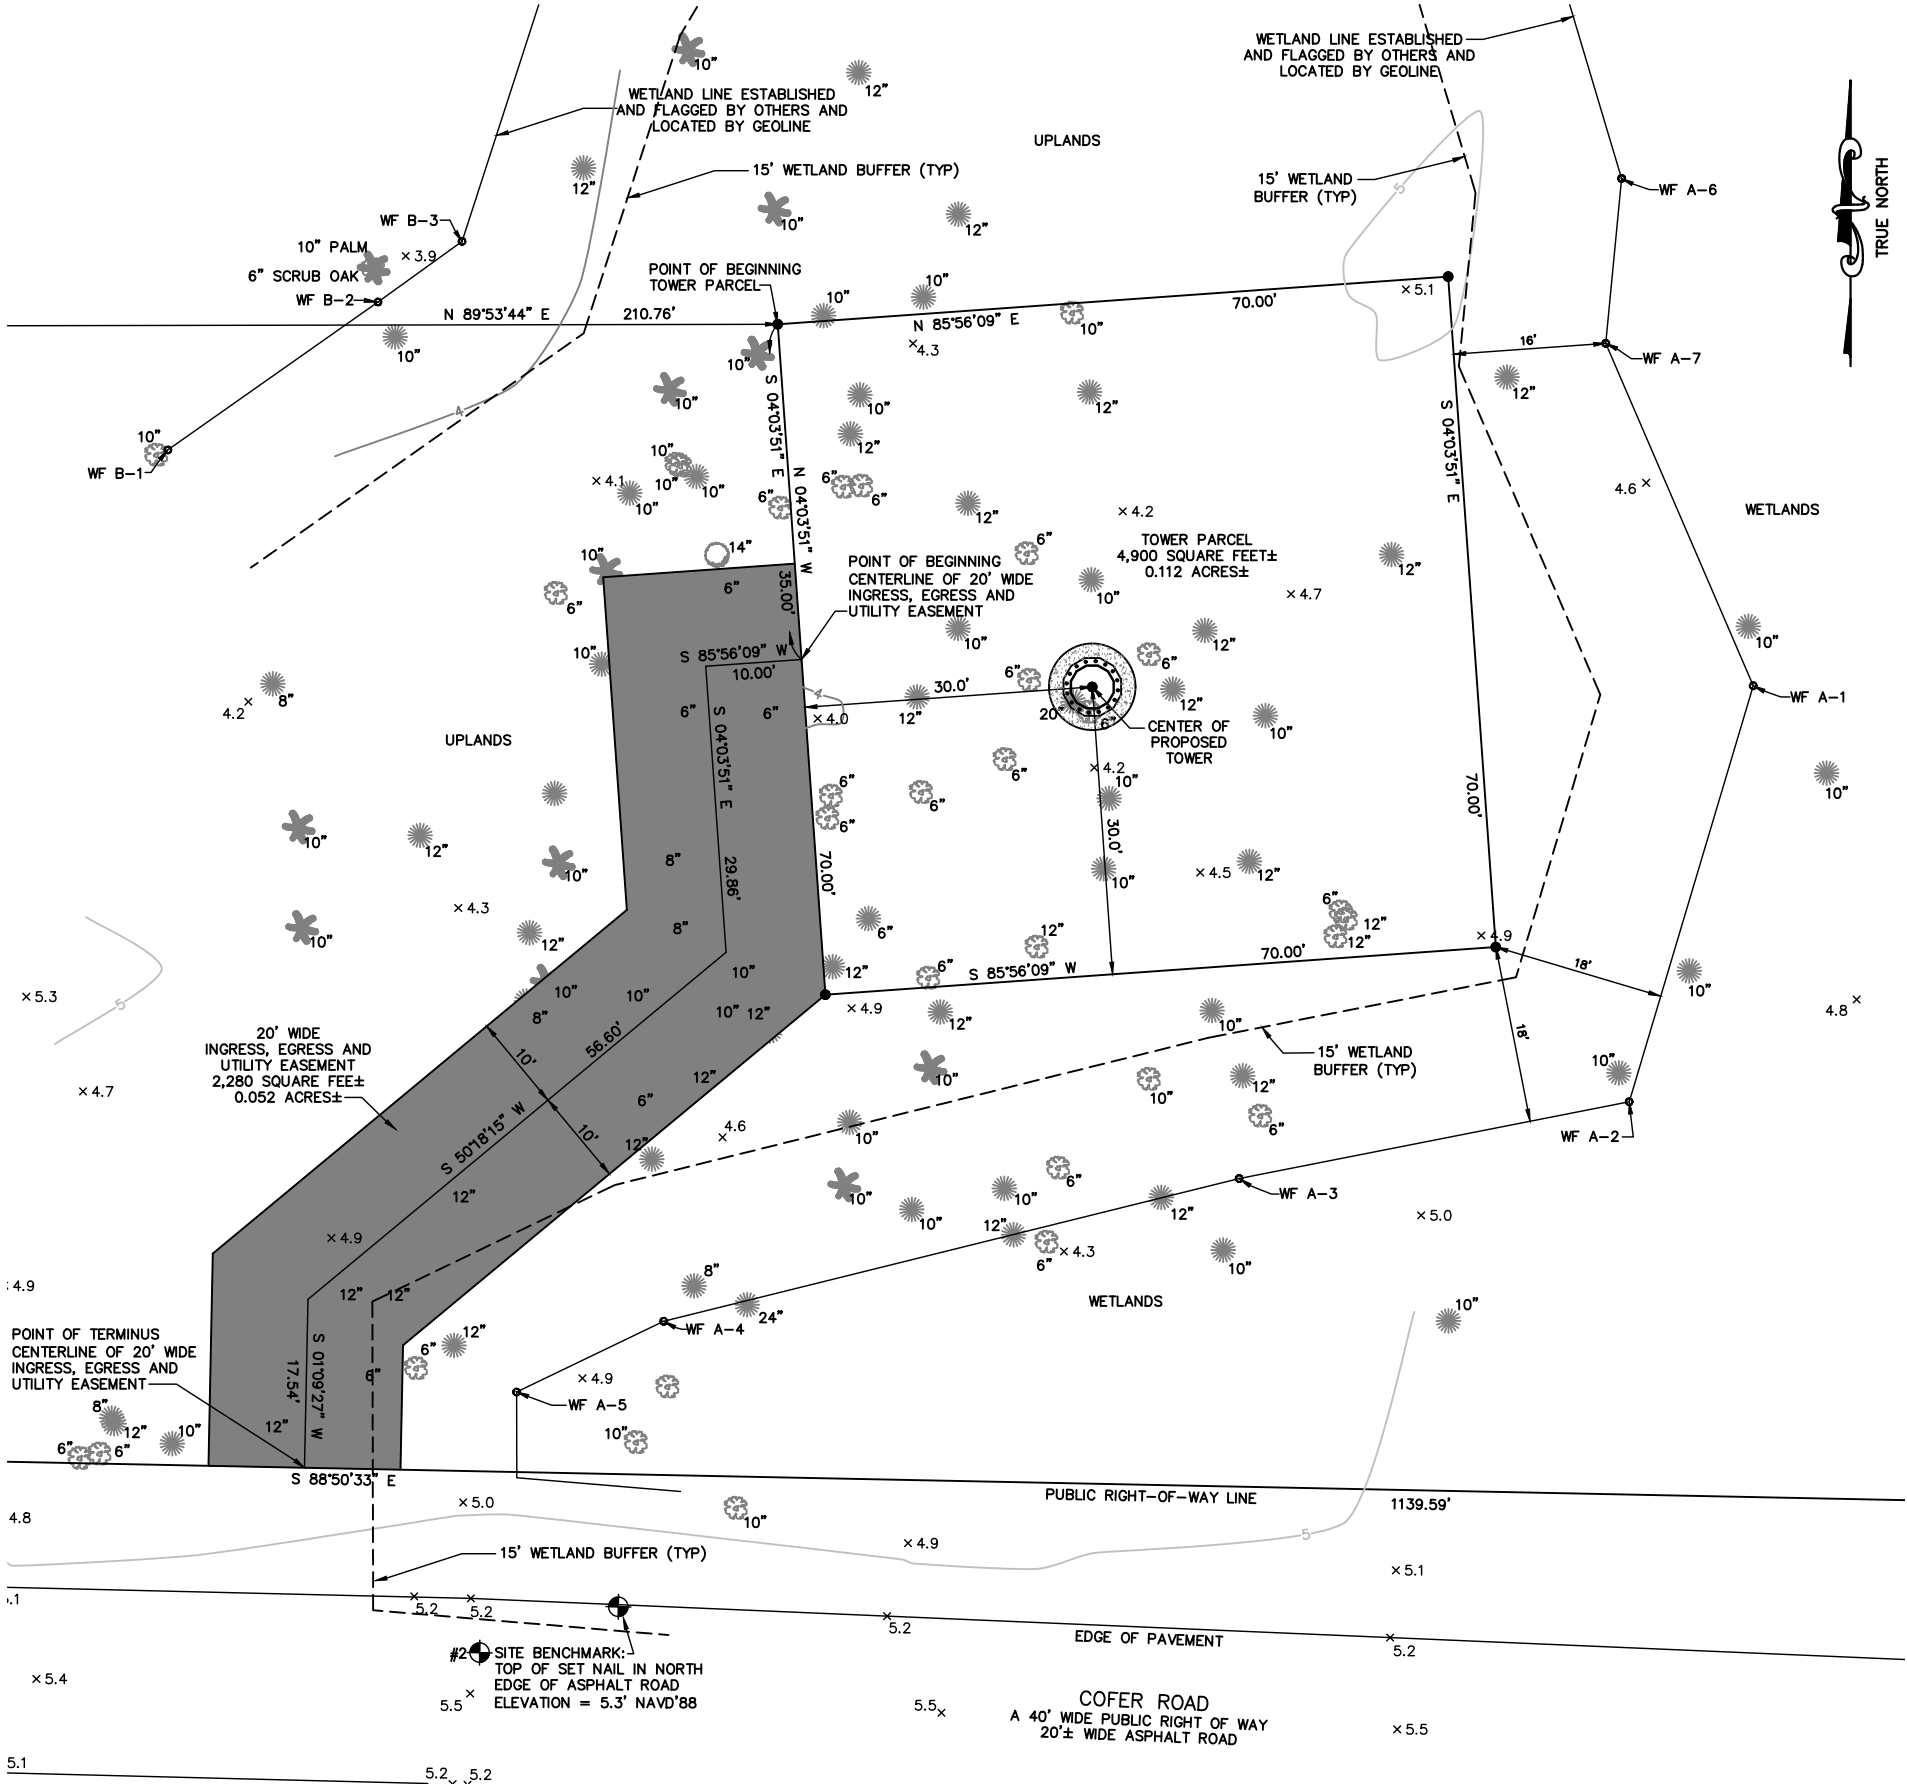 WETLAND LINE ESTABLISHED
AND FLAGGED BY OTHERS AND
LOCATED BY GEOLINE
10"
12"
WETLAND LINE ESTABLISHED
AND FLAGGED BY OTHERS AND
LOCATED BY GEOLINE
UPLANDS
15' WETLAND BUFFER (TYP)
15' WETLAND
BUFFER (TYP)
5
WF A-6
TRUE NORTH
12"
10"
12"
WF B-3
10" PALM
3.9
6" SCRUB OAK
WF B-2
POINT OF BEGINNING
TOWER PARCEL
N 89°53'44" E
210.76'
10"
10"
N 85°56'09" E
70.00'
5.1
10"
4.3
16'
WF A-7
10"
10"
4
10"
S 04°03'51" E
10"
12"
12"
12"
S 04°03'51" E
10"
WF B-1
10"
10"
10"
4.1
10"
6"
N 04°03'51" W
6"
6"
12"
4.2
4.6
WETLANDS
10"
14"
6"
TOWER PARCEL
4,900 SQUARE FEET±
0.112 ACRES±
12"
POINT OF BEGINNING
CENTERLINE OF 20' WIDE
INGRESS, EGRESS AND
UTILITY EASEMENT
6"
6"
35.00'
10"
4.7
10"
12"
10"
10"
S 85°56'09" W
10.00'
6"
6"
12"
WF A-1
8"
4.2
6"
6"
4
4.0
30.0'
12"
20"
6"
10"
CENTER OF
PROPOSED
TOWER
UPLANDS
S 04°03'51" E
29.86'
6"
4.2
10"
10"
6"
6"
6"
30.0'
70.00'
10"
12"
10"
8"
70.00'
10"
4.5
12"
4.3
10"
12"
8"
6"
12"
6"
12"
12"
4.9
5.3
5
10"
12"
6"
S 85°56'09" W
70.00'
18'
10"
10"
10"
8"
10"
12"
4.9
12"
10"
4.8
20' WIDE
INGRESS, EGRESS AND
UTILITY EASEMENT
2,280 SQUARE FEE±
0.052 ACRES±
10'
56.60'
18'
15' WETLAND
BUFFER (TYP)
10"
10"
12"
10"
12"
4.7
6"
6"
10'
12"
4.6
10"
WF A-2
S 50°18'15" W
12"
10"
10"
10"
6"
12"
WF A-3
5.0
4.9
12"
6"
4.3
10"
4.9
8"
24"
WETLANDS
10"
12"
12"
WF A-4
POINT OF TERMINUS
CENTERLINE OF 20' WIDE
INGRESS, EGRESS AND
UTILITY EASEMENT
S 01°09'27" W
17.54'
6"
6"
12"
4.9
WF A-5
8"
12"
10"
12"
10"
6"
6"
S 88°50'33" E
PUBLIC RIGHT-OF-WAY LINE
1139.59'
4.8
5.0
10"
5
4.9
15' WETLAND BUFFER (TYP)
5.1
.1
5.2
5.2
5.2
EDGE OF PAVEMENT
5.2
#2
SITE BENCHMARK:
TOP OF SET NAIL IN NORTH
EDGE OF ASPHALT ROAD
ELEVATION = 5.3' NAVD'88
5.4
5.5
5.5
COFER ROAD
A 40' WIDE PUBLIC RIGHT OF WAY
20'± WIDE ASPHALT ROAD
5.5
5.1
5.2
5.2